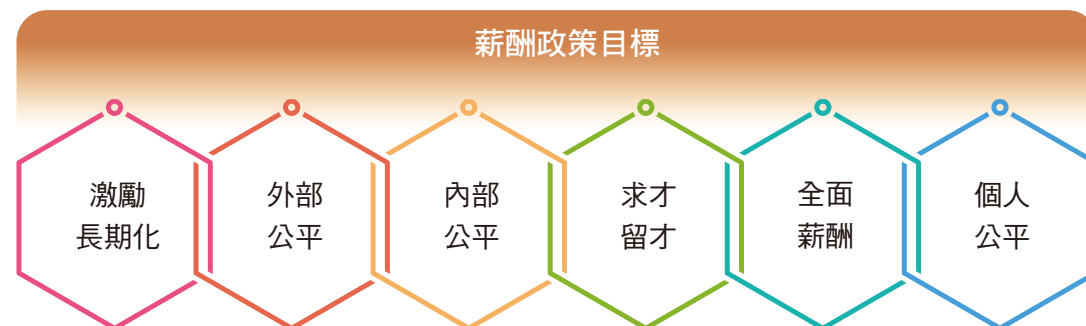 薪酬政策目標
激勵
長期化
外部
公平
內部
公平
求才
留才
全面
薪酬
個人
公平